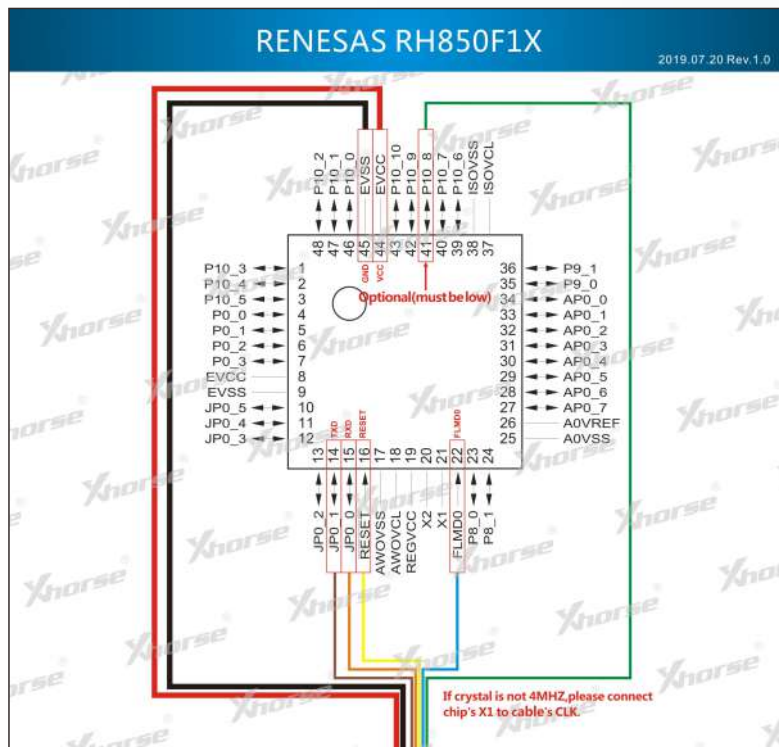 RENESAS RH850F1X
2019.07.20 Rev.1.0
P10_2
P10_1
P10_0
EVSS
EVCC
P10_10
P10_9
P10_8
P10_7
P10_6
ISOVSS
ISOVCL
48
47
46
45
44
43
42
41
40
39
38
37
GND
VCC
Optional(must be low)
P10_3 1
P10_4 2
P10_5 3
P0_0 4
P0_1 5
P0_2 6
P0_3 7
EVCC 8
EVSS 9
JP0_5 10
JP0_4 11
JP0_3 12
36 P9_1
35 P9_0
34 AP0_0
33 AP0_1
32 AP0_2
31 AP0_3
30 AP0_4
29 AP0_5
28 AP0_6
27 AP0_7
26 A0VREF
25 A0VSS
TXD
RXD
RESET
FLMD0
13
14
15
16
17
18
19
20
21
22
23
24
JP0_2
JP0_1
JP0_0
RESET
AWOVSS
AWOVCL
REGVCC
X2
X1
FLMD0
P8_0
P8_1
If crystal is not 4MHZ,please connect
chip's X1 to cable's CLK.
Xhorse